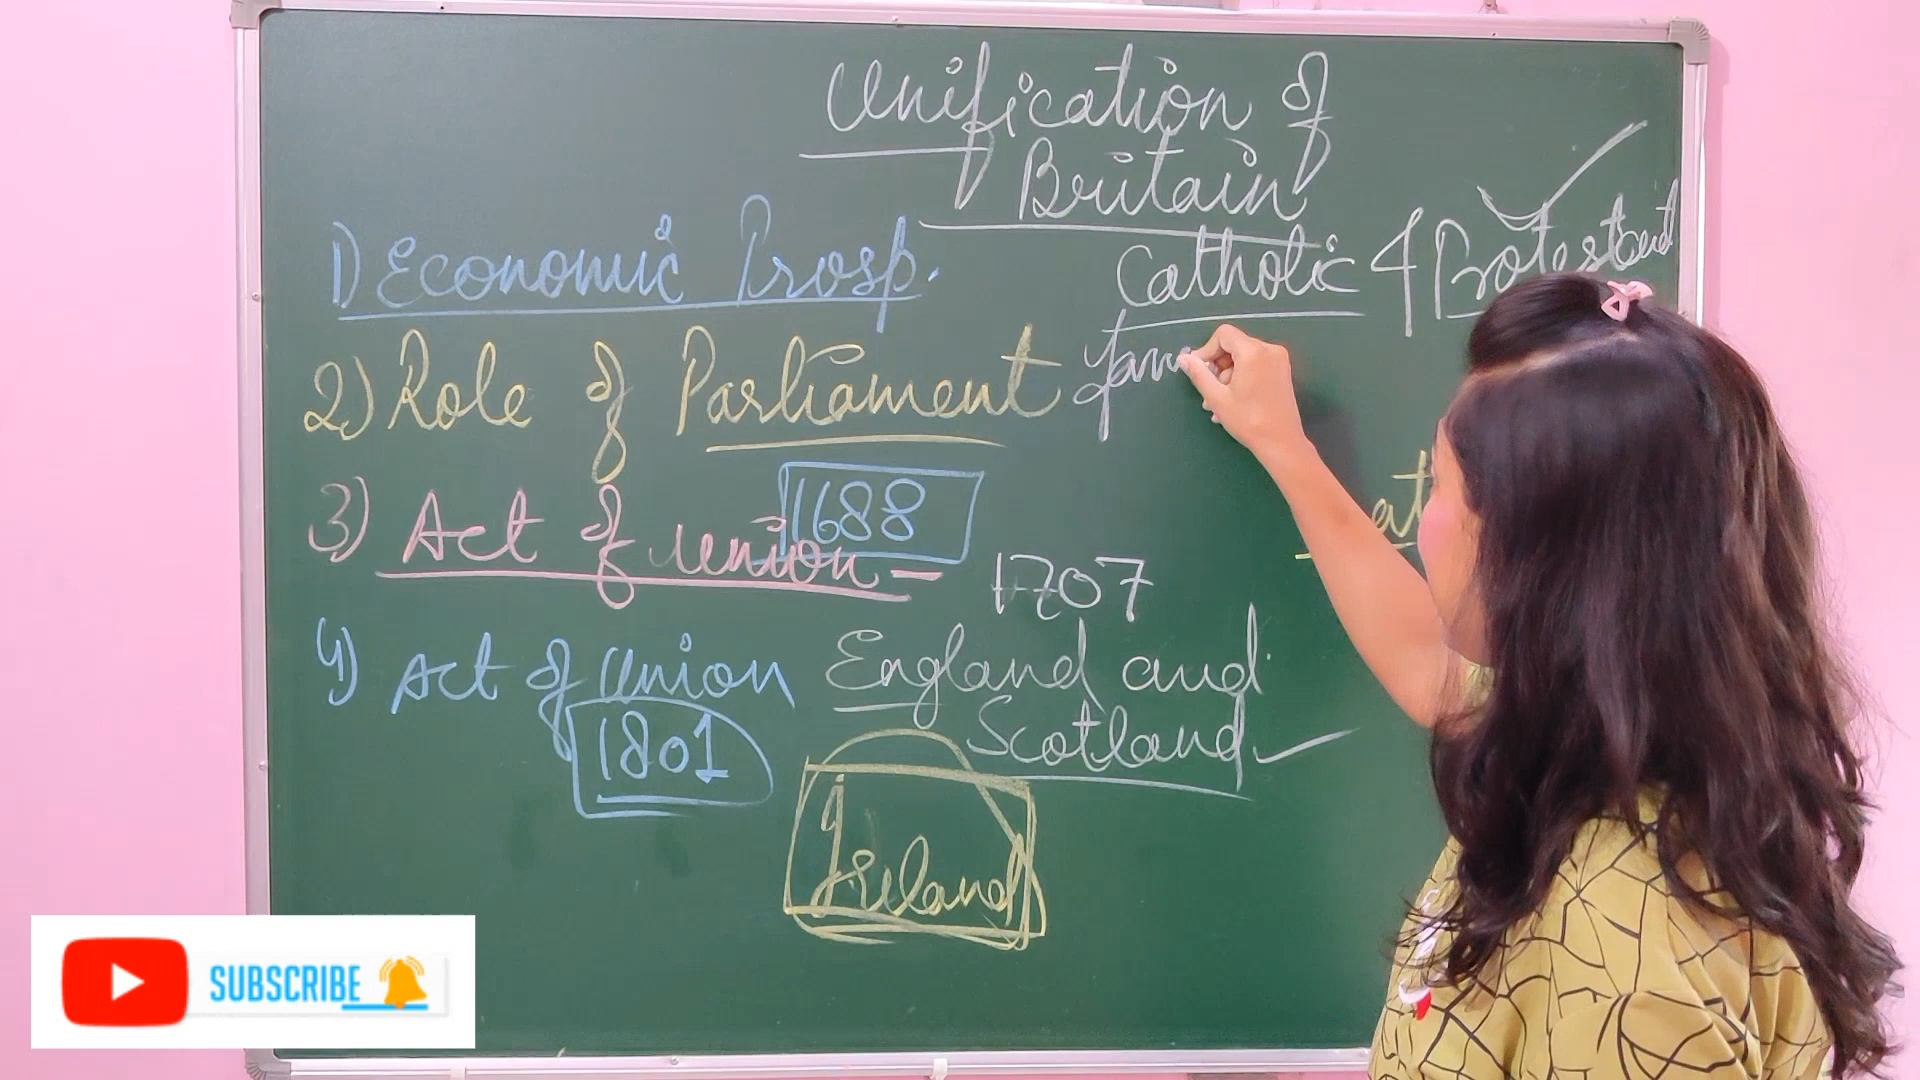 Unification of
Britain
1) Economic Prosp.
Catholic & Protestant
2) Role of Parliament
1688
3) Act of Union -
1707
4) Act of Union
1801
England and
Scotland
Ireland
SUBSCRIBE